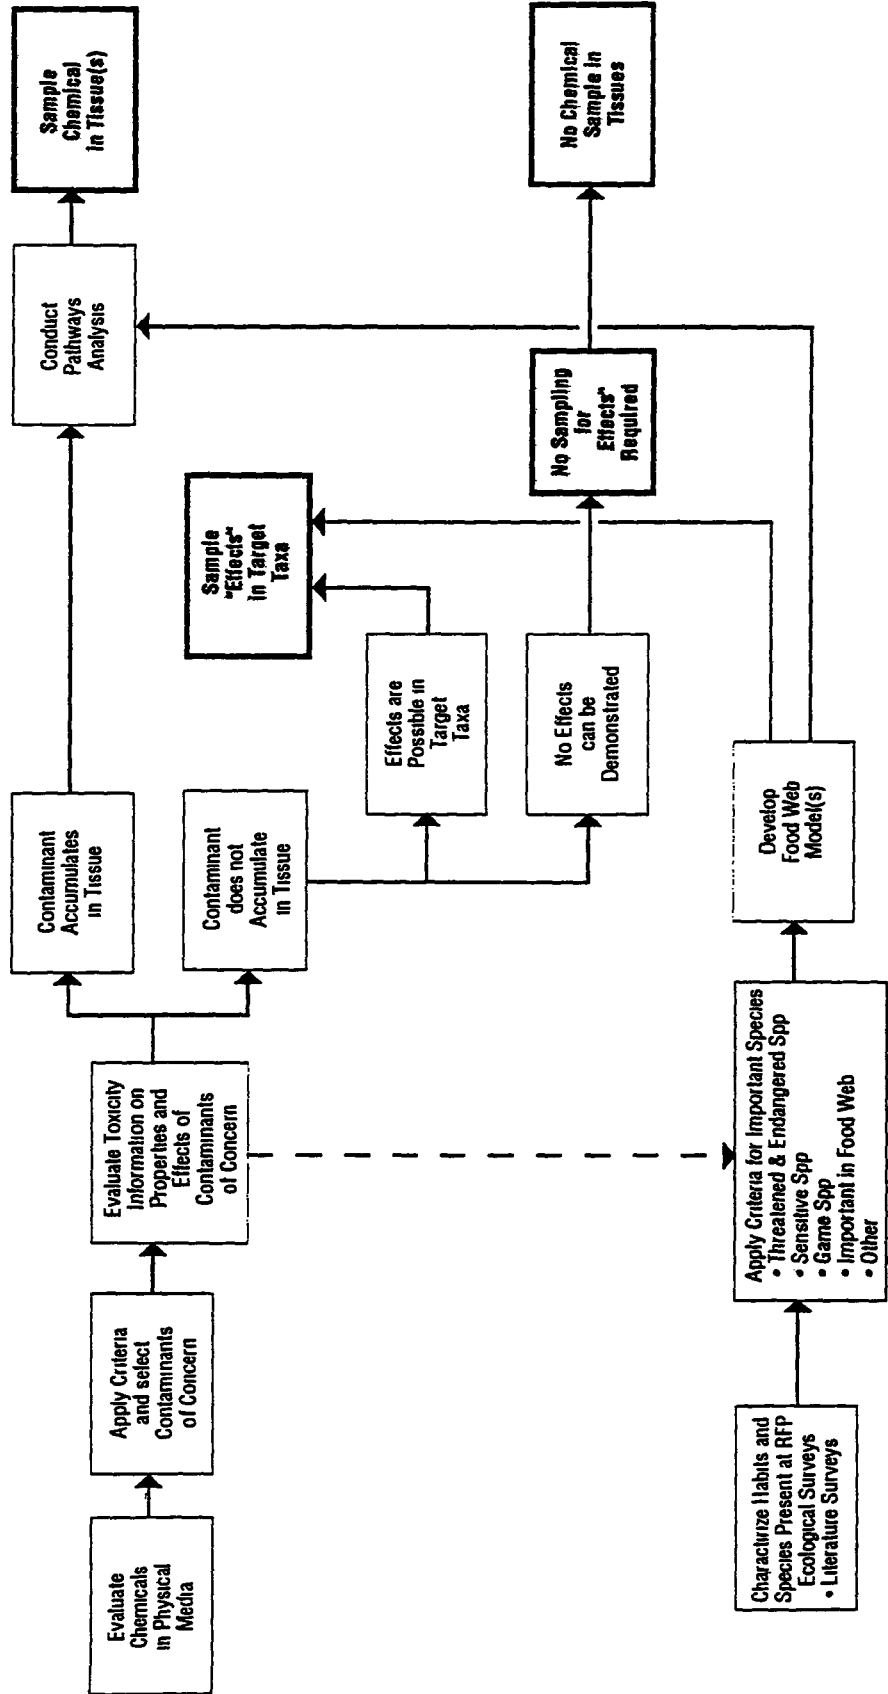 Evaluate
Chemicals
in Physical
Media
Apply Criteria
and select
Contaminants
of Concern
Evaluate Toxicity
Information on
Properties and
Effects of
Contaminants
of Concern
Contaminant
Accumulates
in Tissue
Contaminant
does not
Accumulate
in Tissue
Conduct
Pathways
Analysis
Sample
Chemical
in Tissue(s)
Effects are
Possible in
Target
Taxa
Sample
"Effects"
in Target
Taxa
No Effects
can be
Demonstrated
No Sampling
for
Effects"
Required
No Chemical
Sample in
Tissues
Characterize Habits and
Species Present at RFP
Ecological Surveys
• Literature Surveys
Apply Criteria for Important Species
• Threatened & Endangered Spp
• Sensitive Spp
• Game Spp
• Important in Food Web
• Other
Develop
Food Web
Model(s)